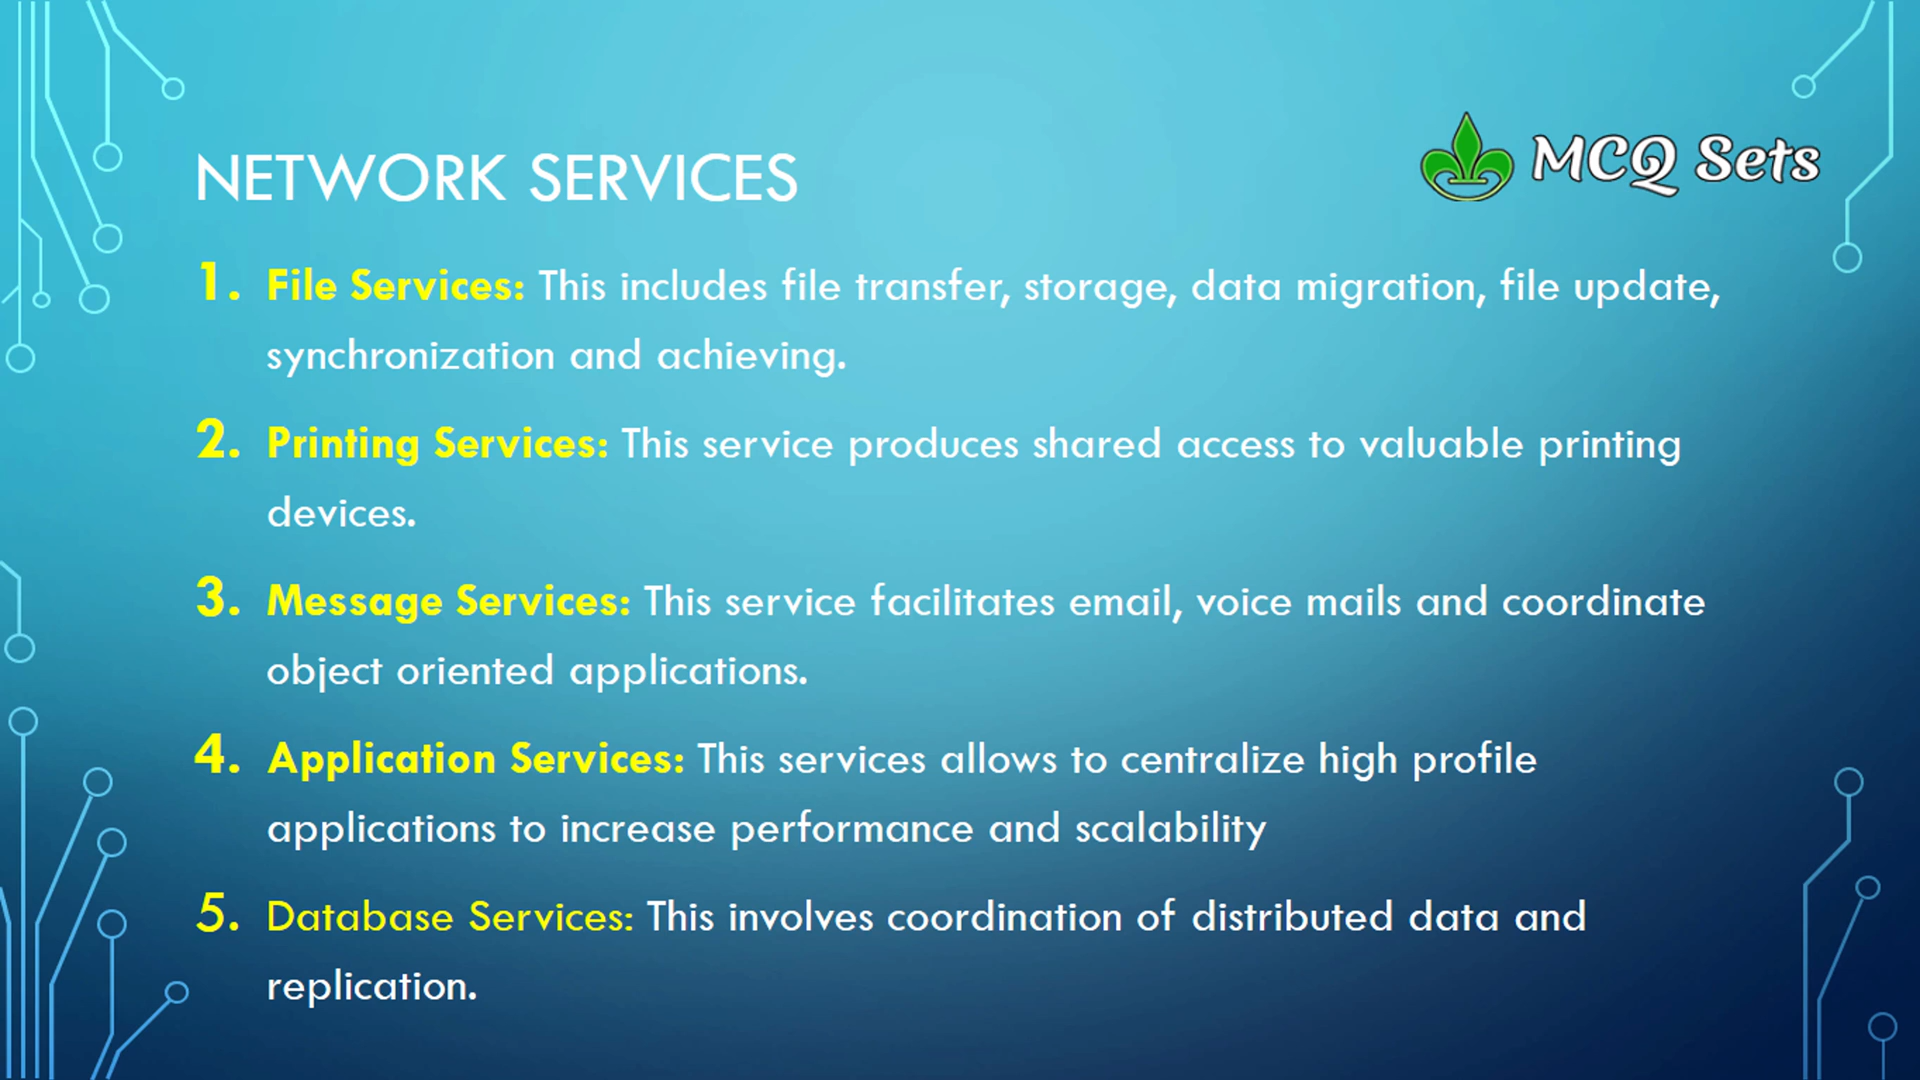 NETWORK SERVICES
MCQ Sets
1. File Services: This includes file transfer, storage, data migration, file update,
synchronization and achieving.
2. Printing Services: This service produces shared access to valuable printing
devices.
3. Message Services: This service facilitates email, voice mails and coordinate
object oriented applications.
4. Application Services: This services allows to centralize high profile
applications to increase performance and scalability
5. Database Services: This involves coordination of distributed data and
replication.